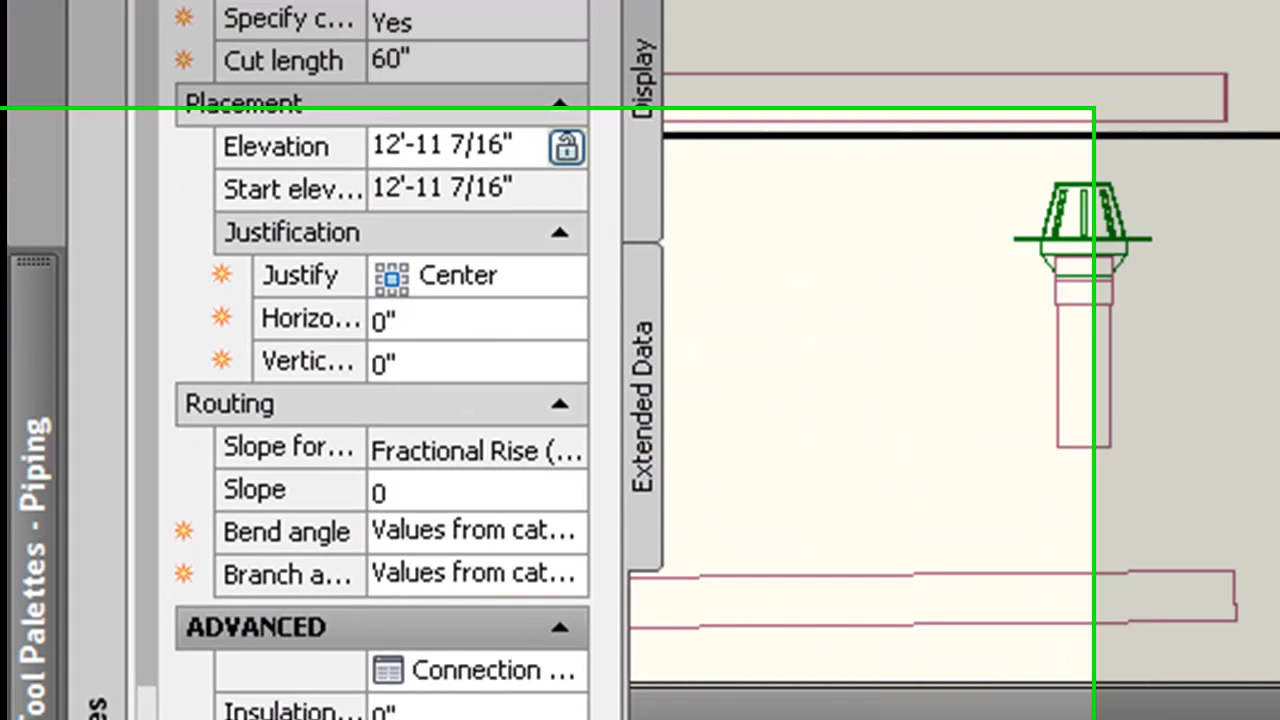 Specify c... Yes
Cut length 60"
Placement
Elevation 12'-11 7/16"
Start elev... 12'-11 7/16"
Justification
Justify Center
Horizo... 0"
Vertic... 0"
Routing
Slope for... Fractional Rise (...
Slope 0
Bend angle Values from cat...
Branch a... Values from cat...
ADVANCED
Connection ...
Insulation... 0"
Display
Extended Data
Tool Palettes - Piping
es